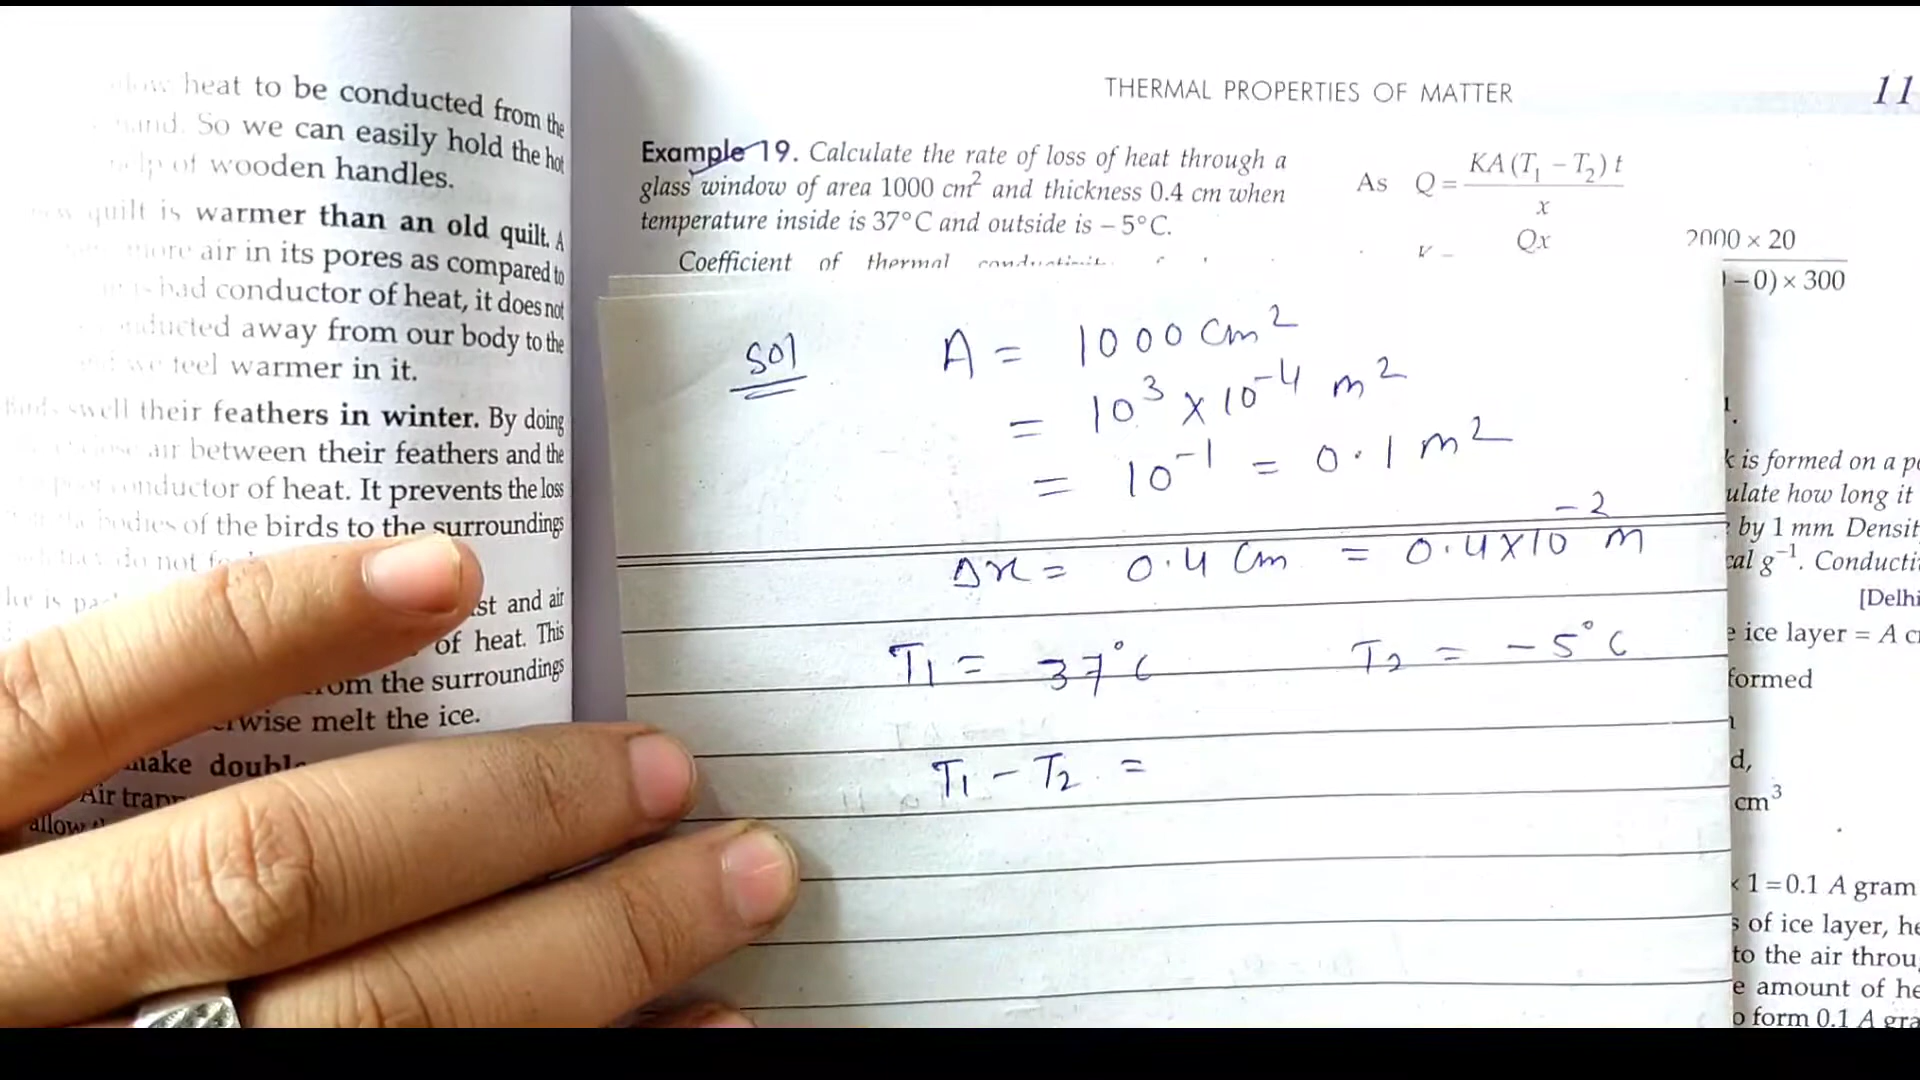 heat to be conducted from the
So we can easily hold the hot
of wooden handles.
quilt is warmer than an old quilt. A
more air in its pores as compared to
bad conductor of heat, it does not
conducted away from our body to the
we feel warmer in it.
swell their feathers in winter. By doing
air between their feathers and the
conductor of heat. It prevents the loss
bodies of the birds to the surroundings
do not
and air
of heat. This
the surroundings
melt the ice.
make
Air
THERMAL PROPERTIES OF MATTER
11
Example 19. Calculate the rate of loss of heat through a
glass window of area 1000 cm² and thickness 0.4 cm when
temperature inside is 37°C and outside is – 5°C.
Coefficient of thermal
As Q = KA (T₁ – T₂) t
x
Qx
2000 × 20
–0) × 300
Sol
A = 1000 cm²
= 10³ × 10⁻⁴ m²
= 10⁻¹ = 0.1 m²
Δx = 0.4 cm = 0.4×10⁻² m
T₁ = 37°C T₂ = -5°C
T₁ - T₂ =
is formed on a
how long it
by 1 mm. Densit
cal g⁻¹. Conducti
[Delhi
ice layer = A
formed
d,
cm³
1 = 0.1 A gram
of ice layer,
to the air
amount of
form 0.1 A